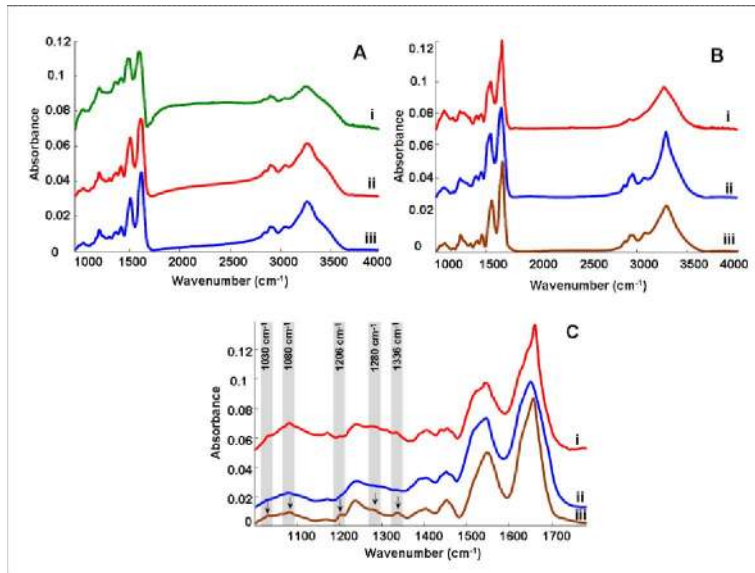 A
0.12
0.1
0.08
0.06
0.04
0.02
0
Absorbance
i
ii
iii
1000 1500 2000 2500 3000 3500 4000
Wavenumber (cm-1)
B
0.12
0.1
0.08
0.06
0.04
0.02
0
Absorbance
i
ii
iii
1000 1500 2000 2500 3000 3500 4000
Wavenumber (cm-1)
C
1030 cm-1
1080 cm-1
1206 cm-1
1280 cm-1
1336 cm-1
0.12
0.1
0.08
0.06
0.04
0.02
0
Absorbance
i
ii
iii
1100 1200 1300 1400 1500 1600 1700
Wavenumber (cm-1)